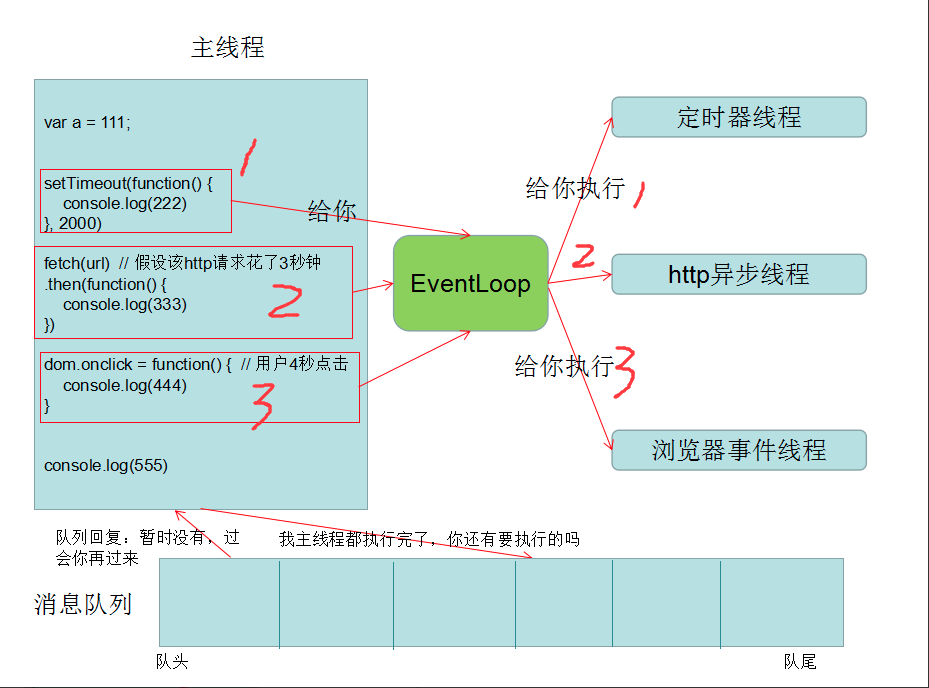 主线程
var a = 111;
1
setTimeout(function() {
console.log(222)
}, 2000)
给你
fetch(url)  // 假设该http请求花了3秒钟
.then(function() {
console.log(333)
})
2
dom.onclick = function() {  // 用户4秒点击
console.log(444)
}
3
console.log(555)
EventLoop
定时器线程
给你执行 1
2
http异步线程
给你执行 3
浏览器事件线程
队列回复：暂时没有，过
会你再过来
我主线程都执行完了，你还有要执行的吗
消息队列
队头
队尾